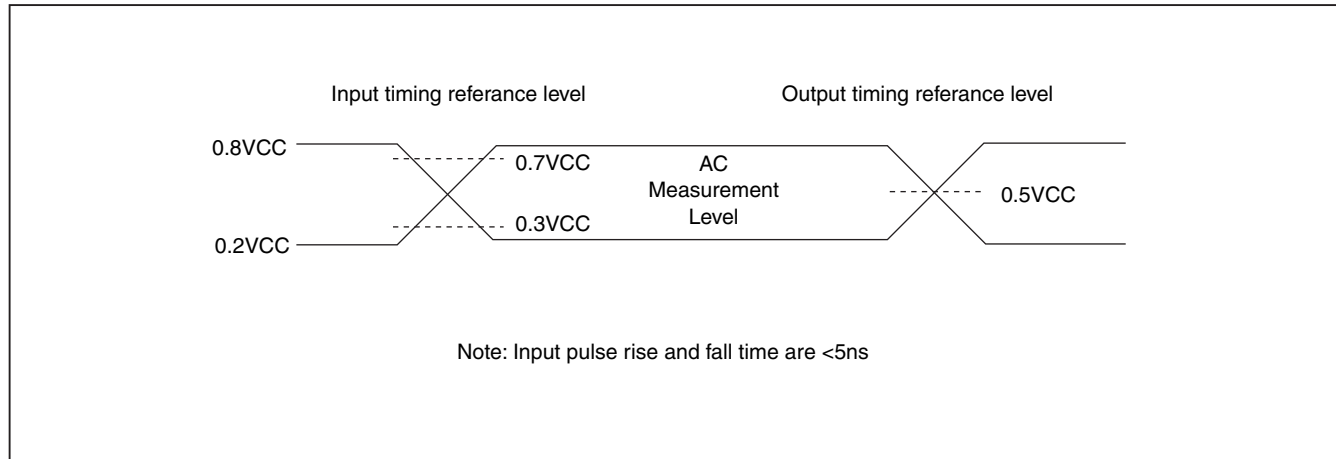 Input timing referance level
Output timing referance level
0.8VCC
0.7VCC
AC
Measurement
Level
0.5VCC
0.3VCC
0.2VCC
Note: Input pulse rise and fall time are <5ns